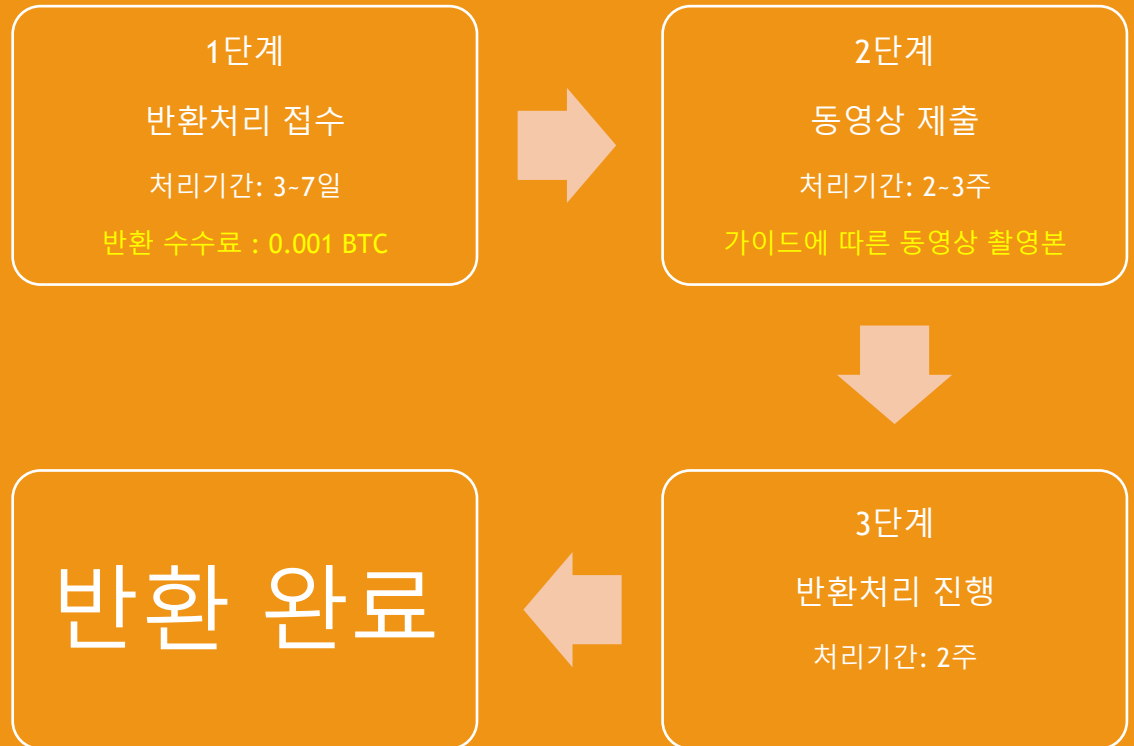 1단계
반환처리 접수
처리기간: 3~7일
반환 수수료 : 0.001 BTC
2단계
동영상 제출
처리기간: 2~3주
가이드에 따른 동영상 촬영본
3단계
반환처리 진행
처리기간: 2주
반환 완료